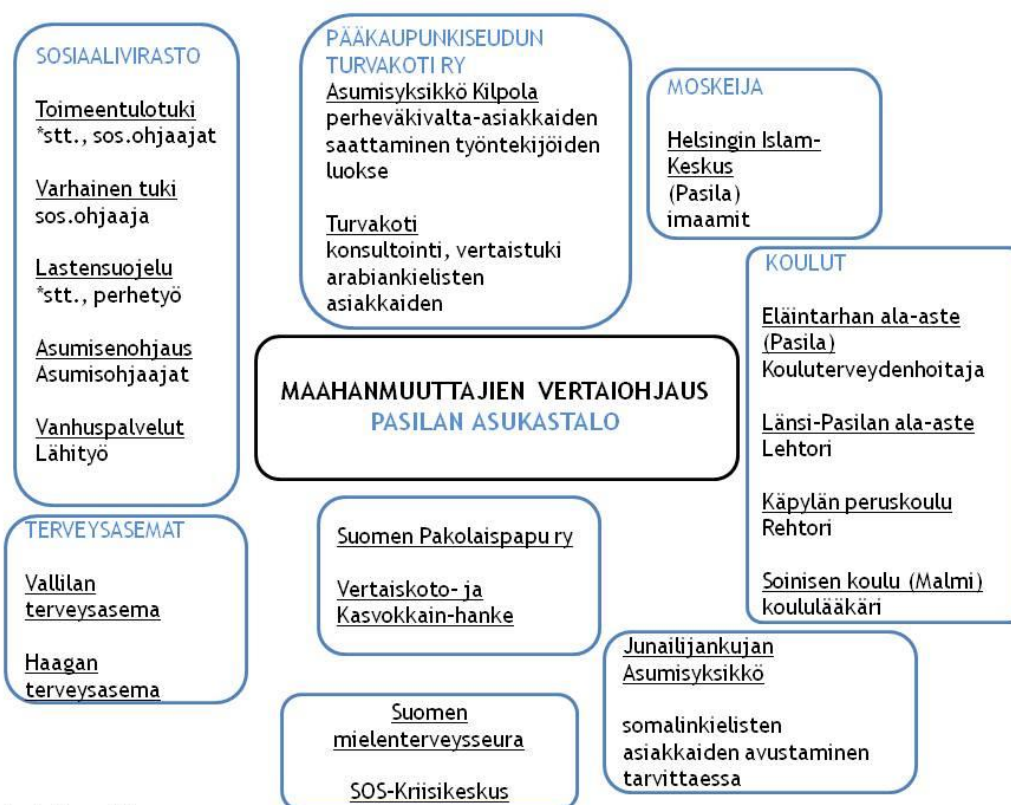 SOSIAALIVIRASTO
Toimeentulotuki
*stt., sos.ohjaajat
Varhainen tuki
sos.ohjaaja
Lastensuojelu
*stt., perhetyö
Asumisenohjaus
Asumisohjaajat
Vanhuspalvelut
Lähityö
PÄÄKAUPUNKISEUDUN
TURVAKOTI RY
Asumisyksikkö Kilpola
perheväkivalta-asiakkaiden
saattaminen työntekijöiden
luokse
Turvakoti
konsultointi, vertaistuki
arabiankielisten
asiakkaiden
MOSKEIJA
Helsingin Islam-
Keskus
(Pasila)
imaamit
KOULUT
Eläintarhan ala-aste
(Pasila)
Kouluterveydenhoitaja
Länsi-Pasilan ala-aste
Lehtori
Käpylän peruskoulu
Rehtori
Soinisen koulu (Malmi)
koululääkäri
MAAHANMUUTTAJIEN VERTAIOHJAUS
PASILAN ASUKASTALO
TERVEYSASEMAT
Vallilan
terveysasema
Haagan
terveysasema
Suomen Pakolaispapu ry
Vertaiskoto- ja
Kasvokkain-hanke
Junailijankujan
Asumisyksikkö
somalinkielisten
asiakkaiden avustaminen
tarvittaessa
Suomen
mielenterveysseura
SOS-Kriisikeskus